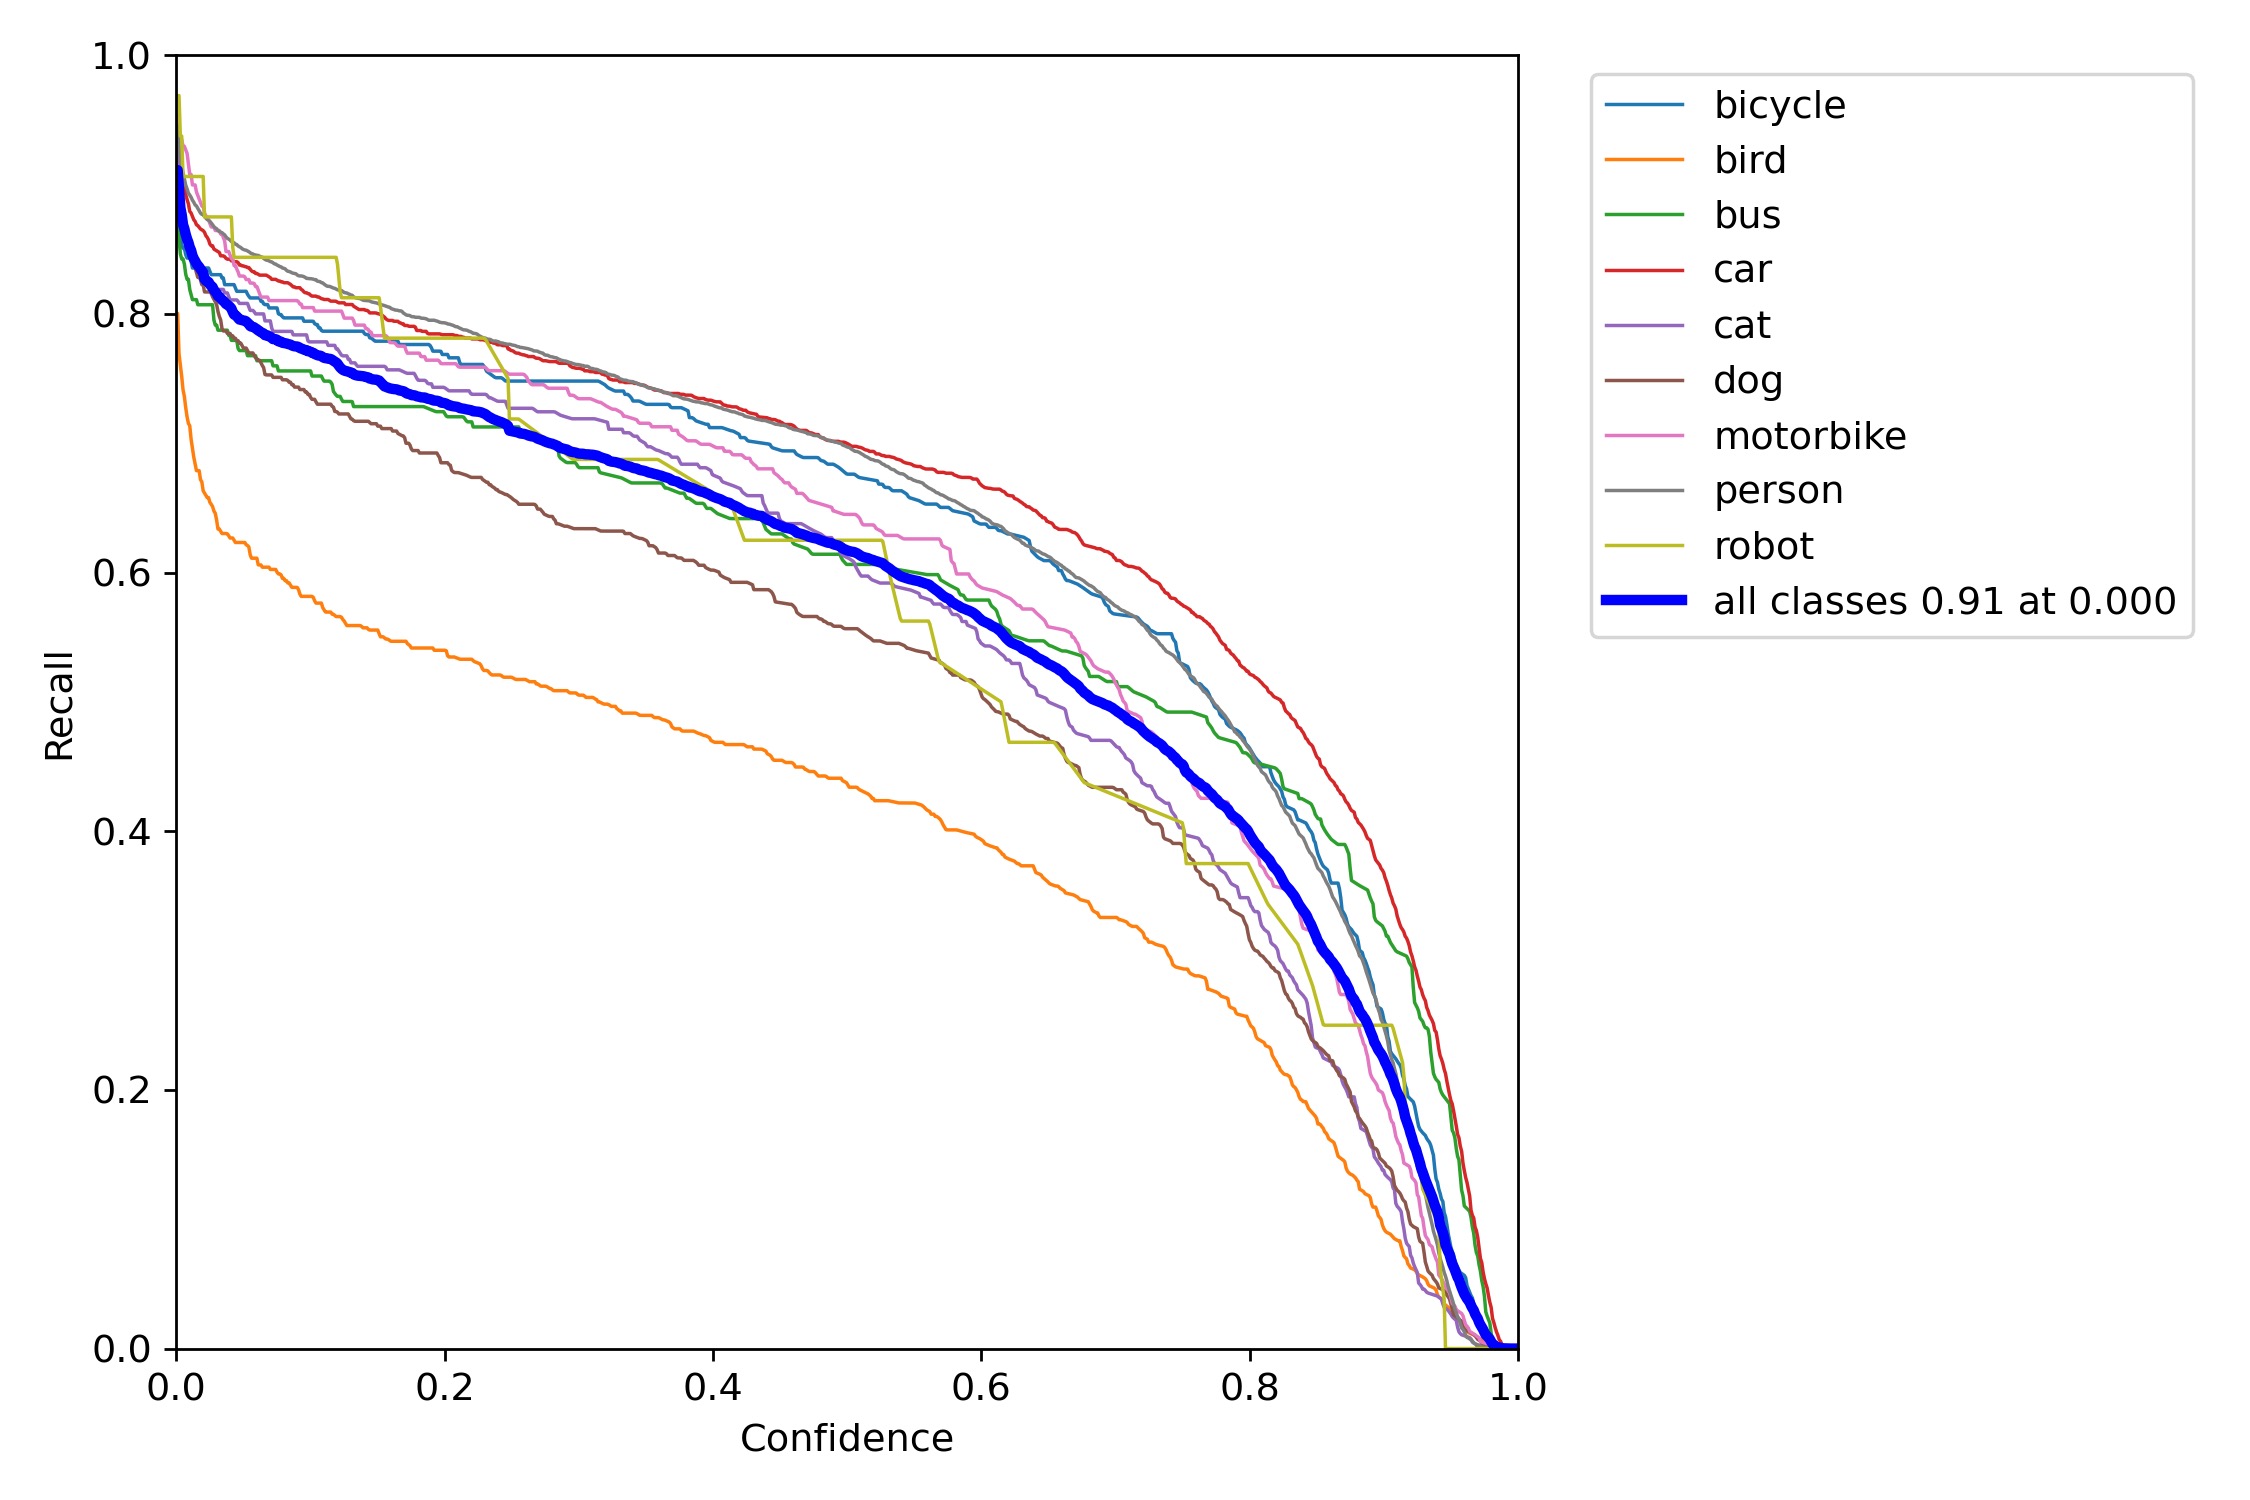 1.0
0.8
0.6
0.4
0.2
0.0
Recall
0.0 0.2 0.4 0.6 0.8 1.0
Confidence
bicycle
bird
bus
car
cat
dog
motorbike
person
robot
all classes 0.91 at 0.000